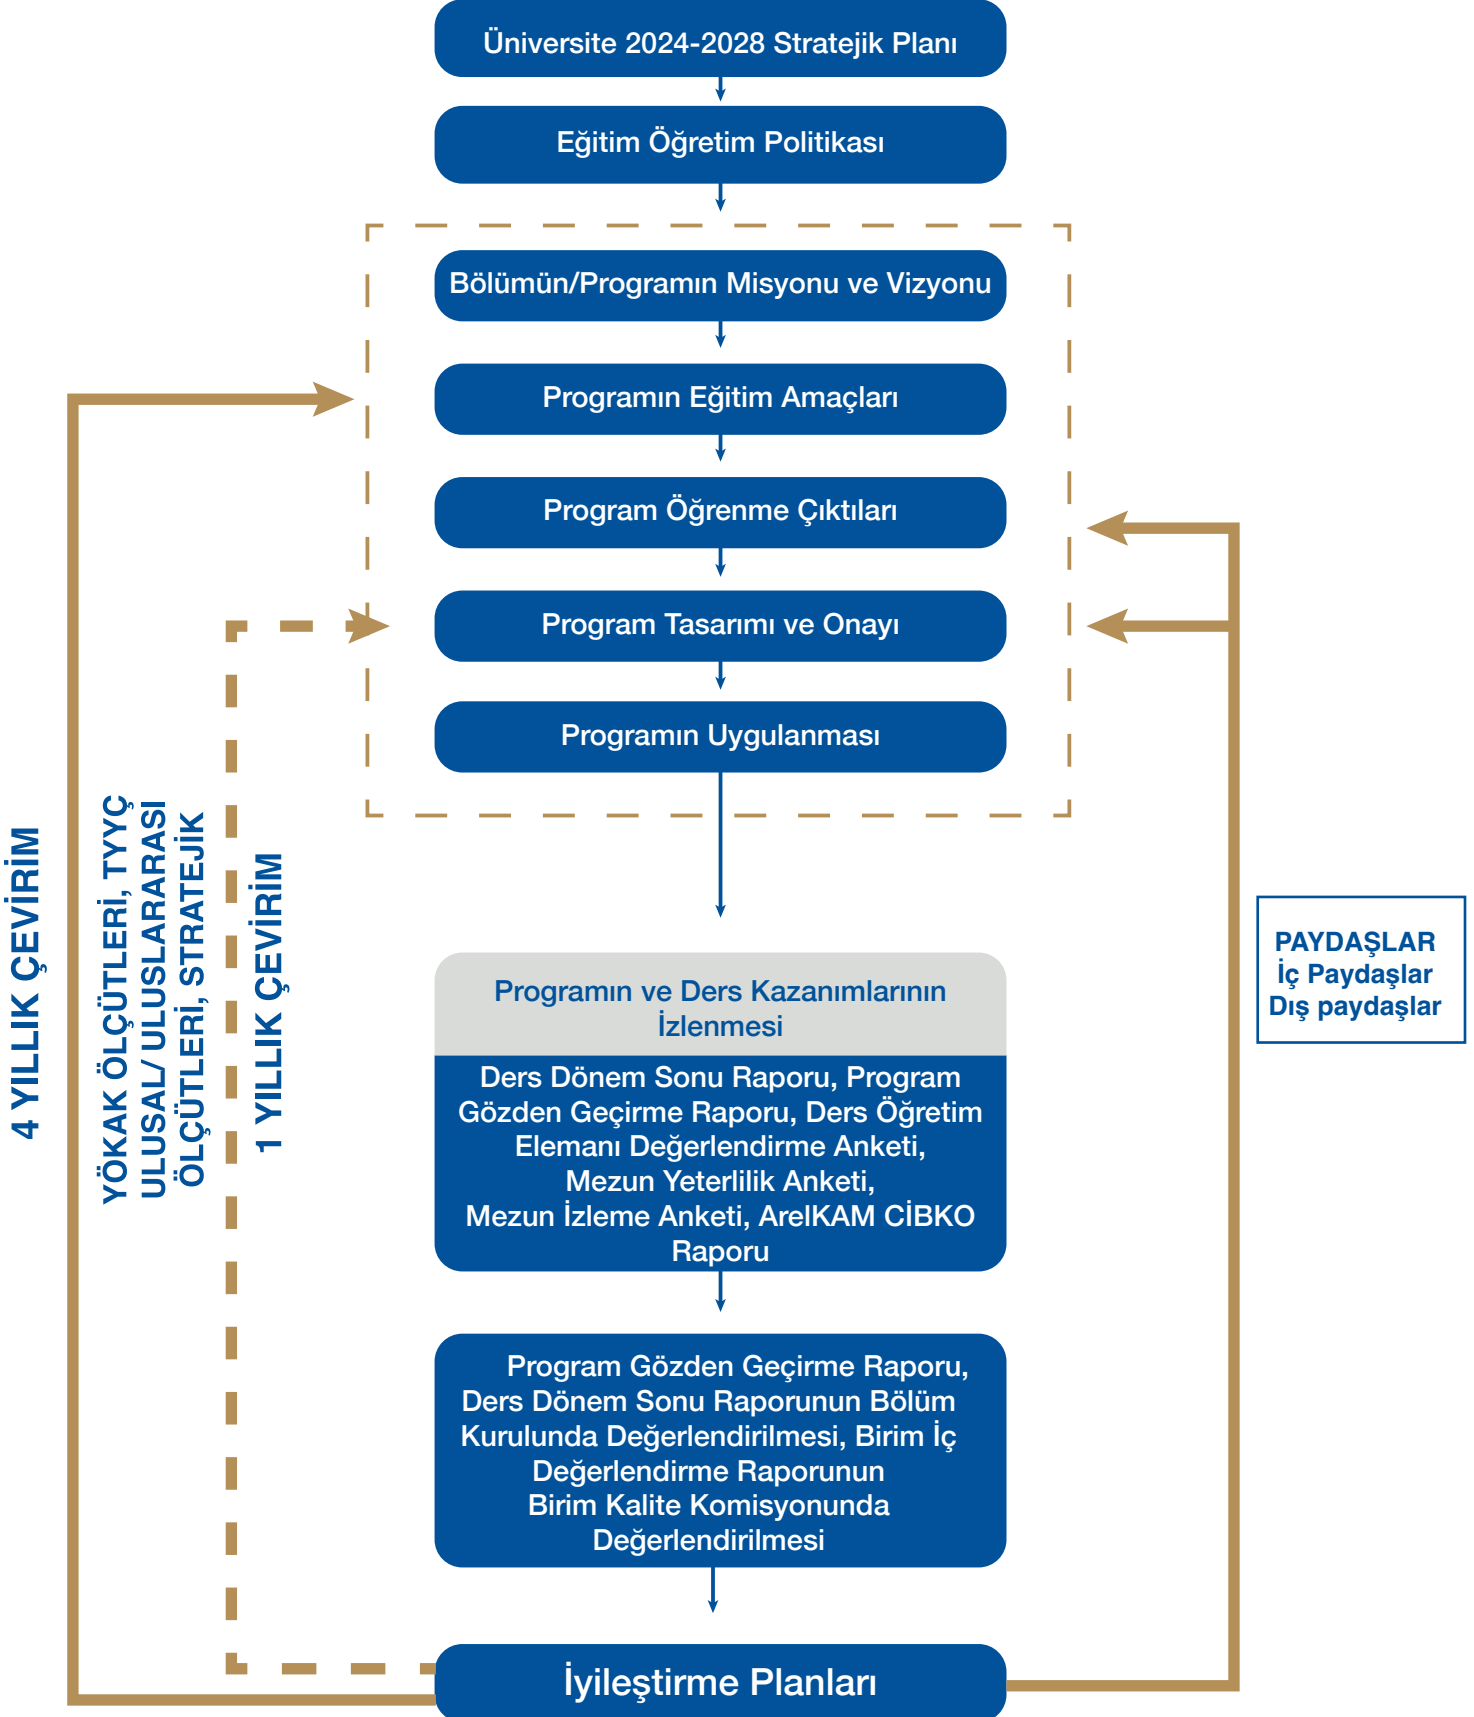 Üniversite 2024-2028 Stratejik Planı
Eğitim Öğretim Politikası
Bölümün/Programın Misyonu ve Vizyonu
Programın Eğitim Amaçları
Program Öğrenme Çıktıları
Program Tasarımı ve Onayı
Programın Uygulanması
4 YILLIK ÇEVİRİM
YÖKAK ÖLÇÜTLERİ, TYYÇ
ULUSAL/ ULUSLARARASI
ÖLÇÜTLERİ, STRATEJİK
1 YILLIK ÇEVİRİM
PAYDAŞLAR
İç Paydaşlar
Dış paydaşlar
Programın ve Ders Kazanımlarının
İzlenmesi
Ders Dönem Sonu Raporu, Program
Gözden Geçirme Raporu, Ders Öğretim
Elemanı Değerlendirme Anketi,
Mezun Yeterlilik Anketi,
Mezun İzleme Anketi, ArelKAM CİBKO
Raporu
Program Gözden Geçirme Raporu,
Ders Dönem Sonu Raporunun Bölüm
Kurulunda Değerlendirilmesi, Birim İç
Değerlendirme Raporunun
Birim Kalite Komisyonunda
Değerlendirilmesi
İyileştirme Planları